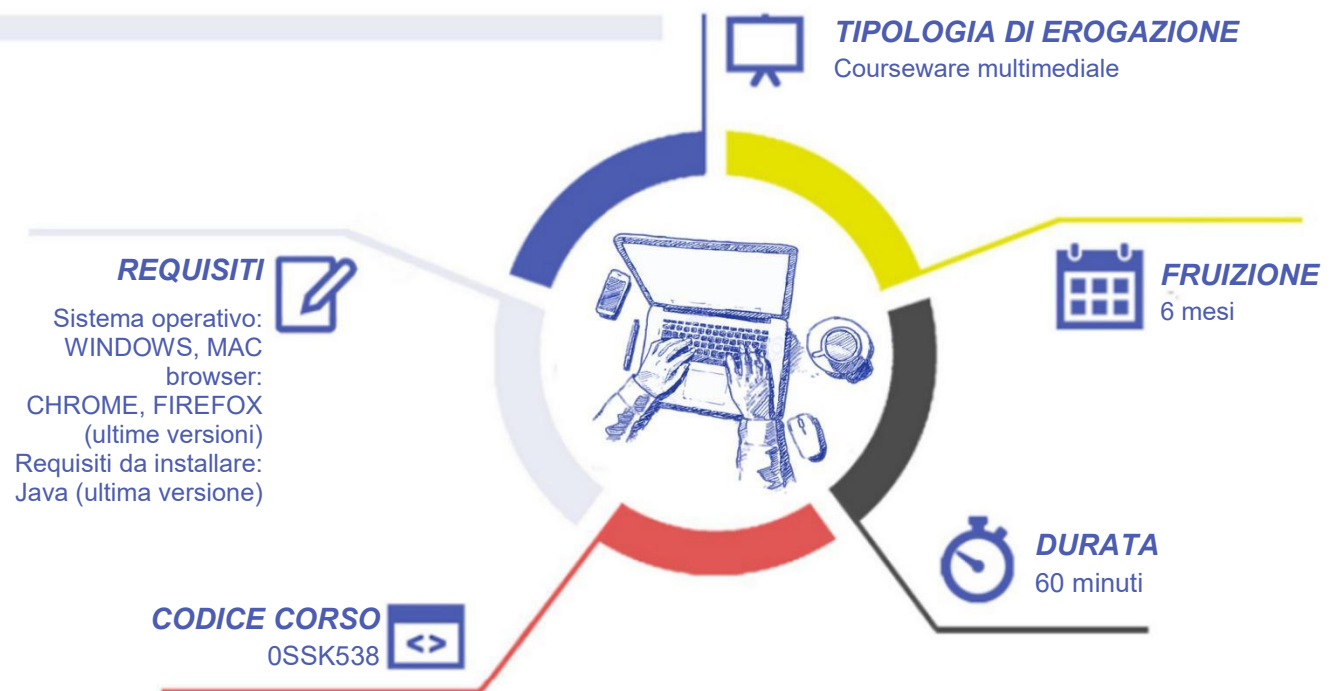 TIPOLOGIA DI EROGAZIONE
Courseware multimediale
REQUISITI
Sistema operativo:
WINDOWS, MAC
browser:
CHROME, FIREFOX
(ultime versioni)
Requisiti da installare:
Java (ultima versione)
FRUIZIONE
6 mesi
DURATA
60 minuti
CODICE CORSO
0SSK538